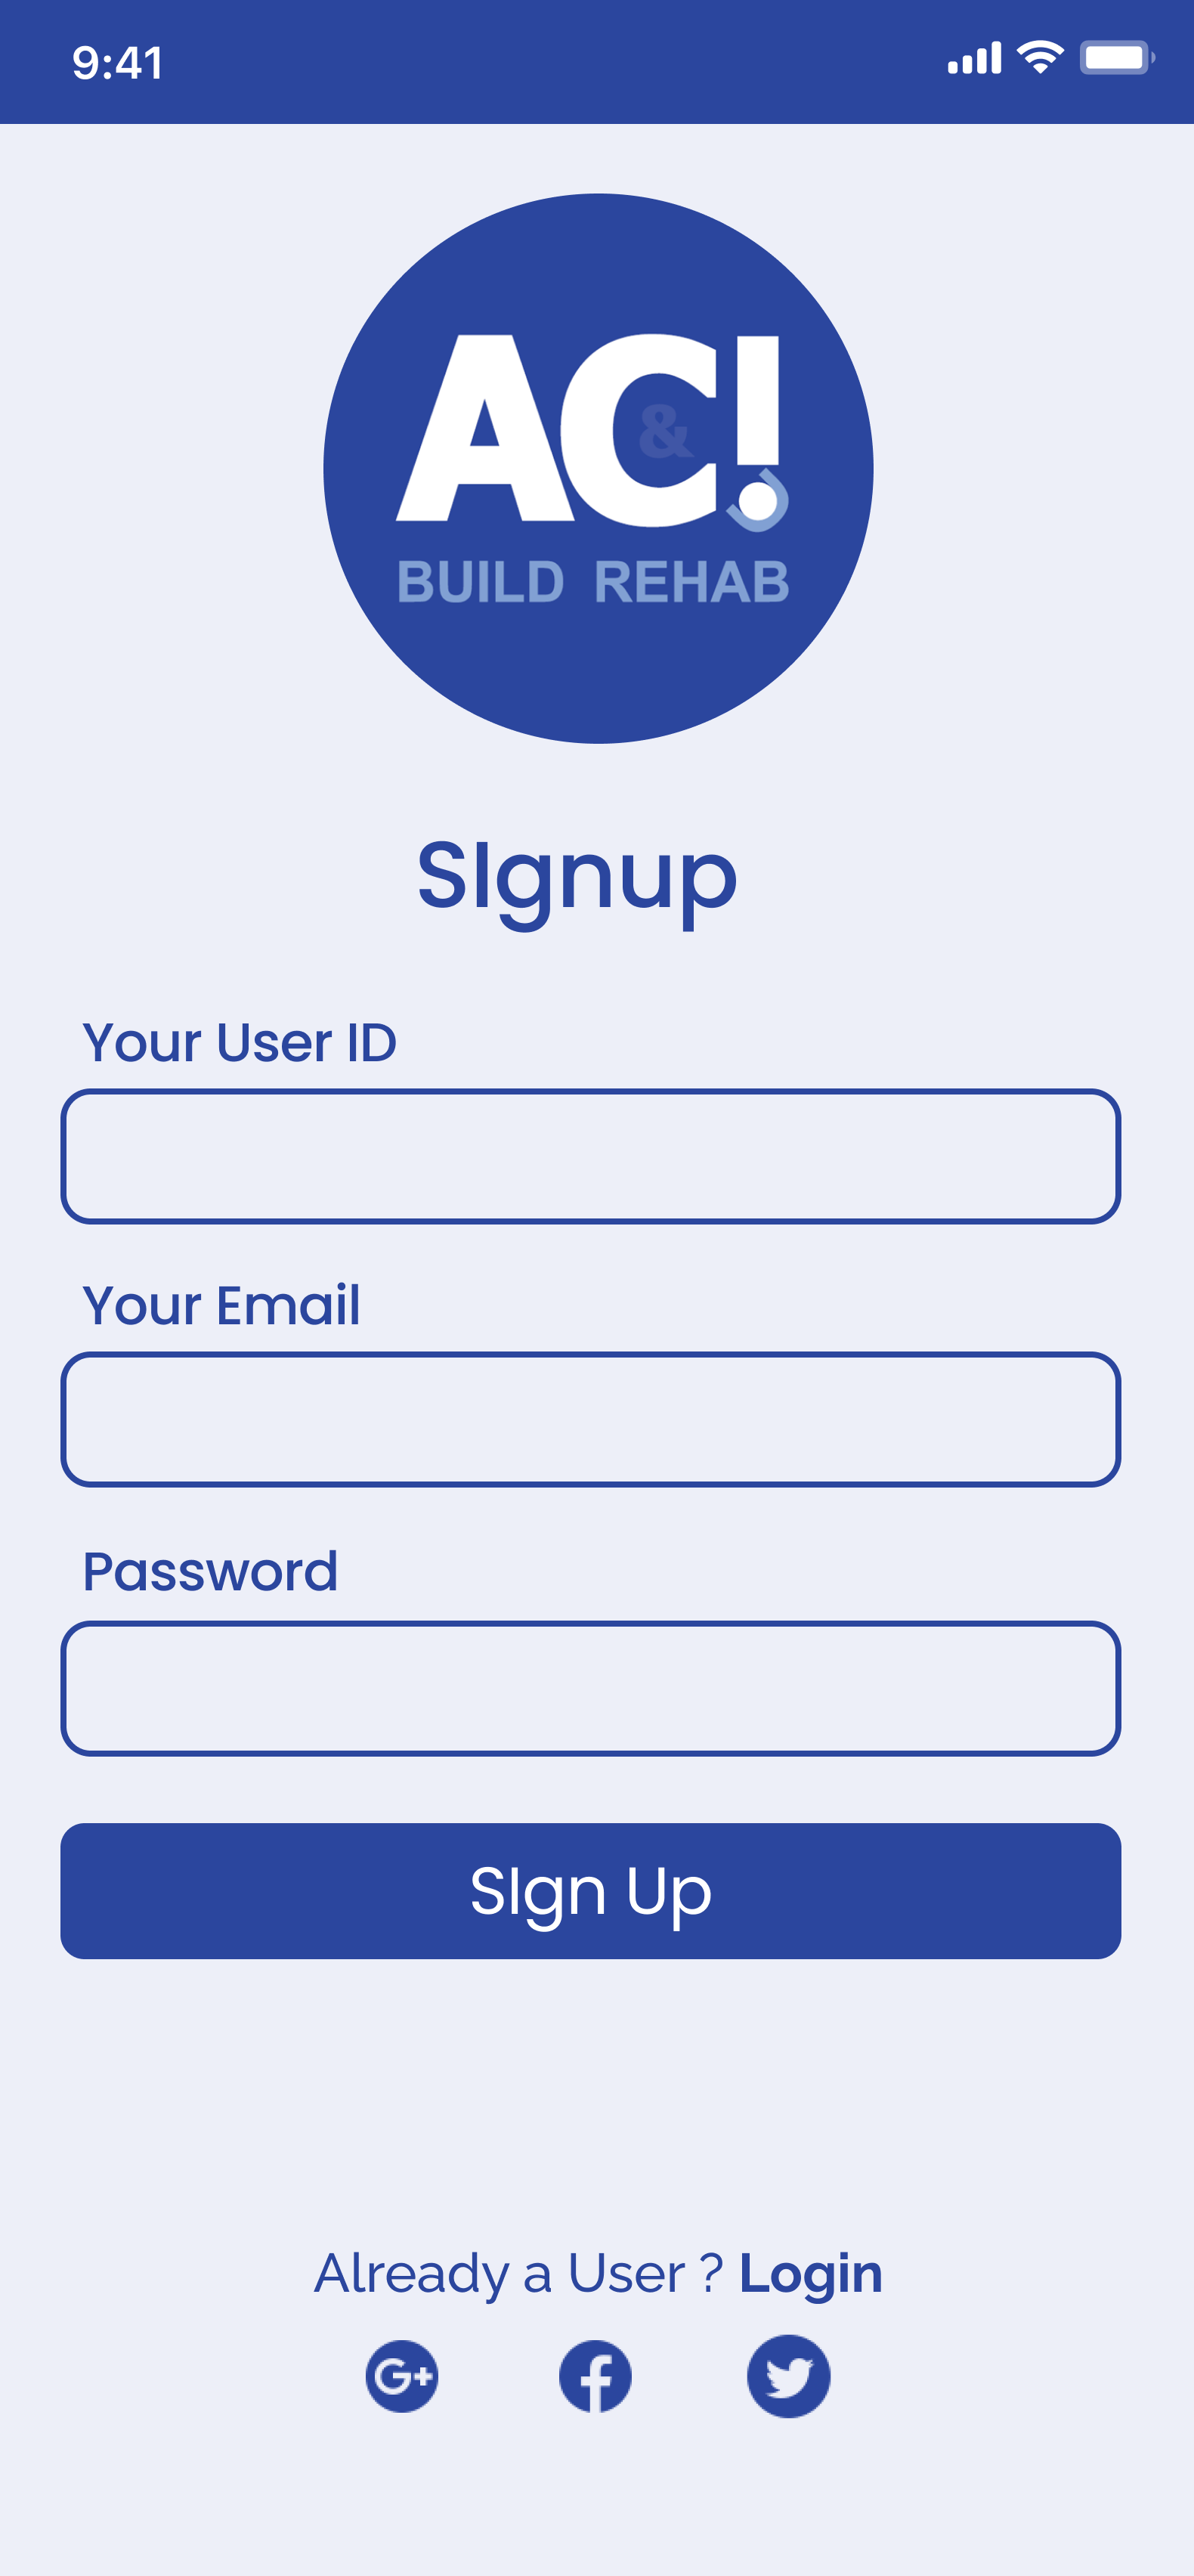 9:41
AC!
&
BUILD REHAB
SIgnup
Your User ID
Your Email
Password
SIgn Up
Already a User ? Login
G+
f